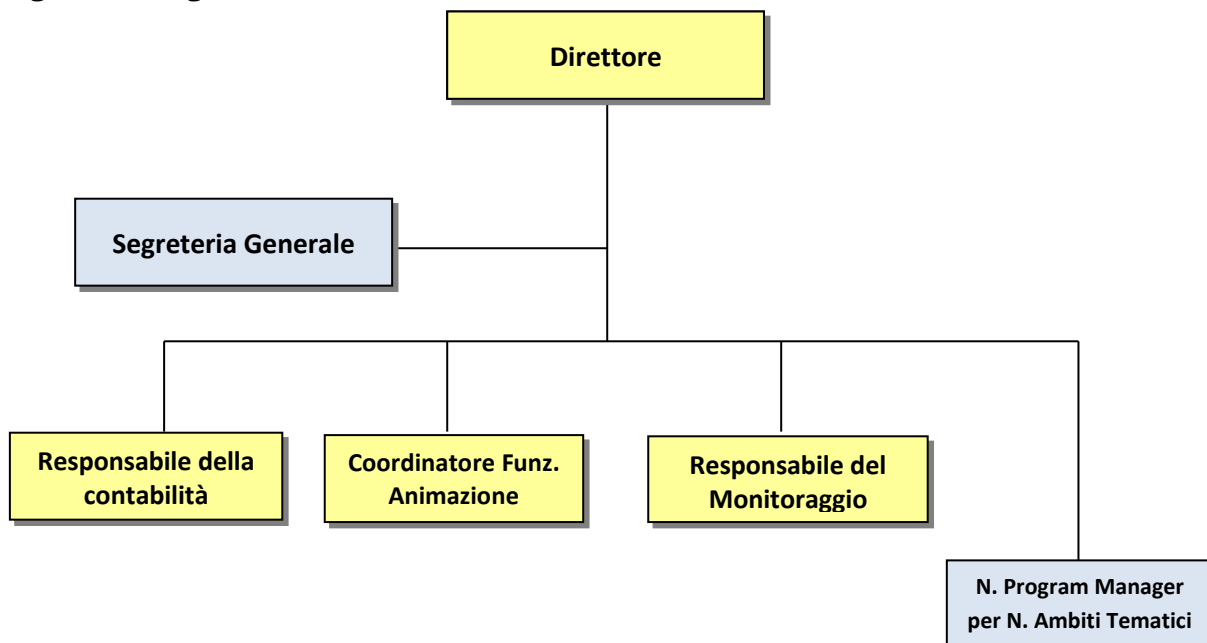 Direttore
Segreteria Generale
Responsabile della
contabilità
Coordinatore Funz.
Animazione
Responsabile del
Monitoraggio
N. Program Manager
per N. Ambiti Tematici